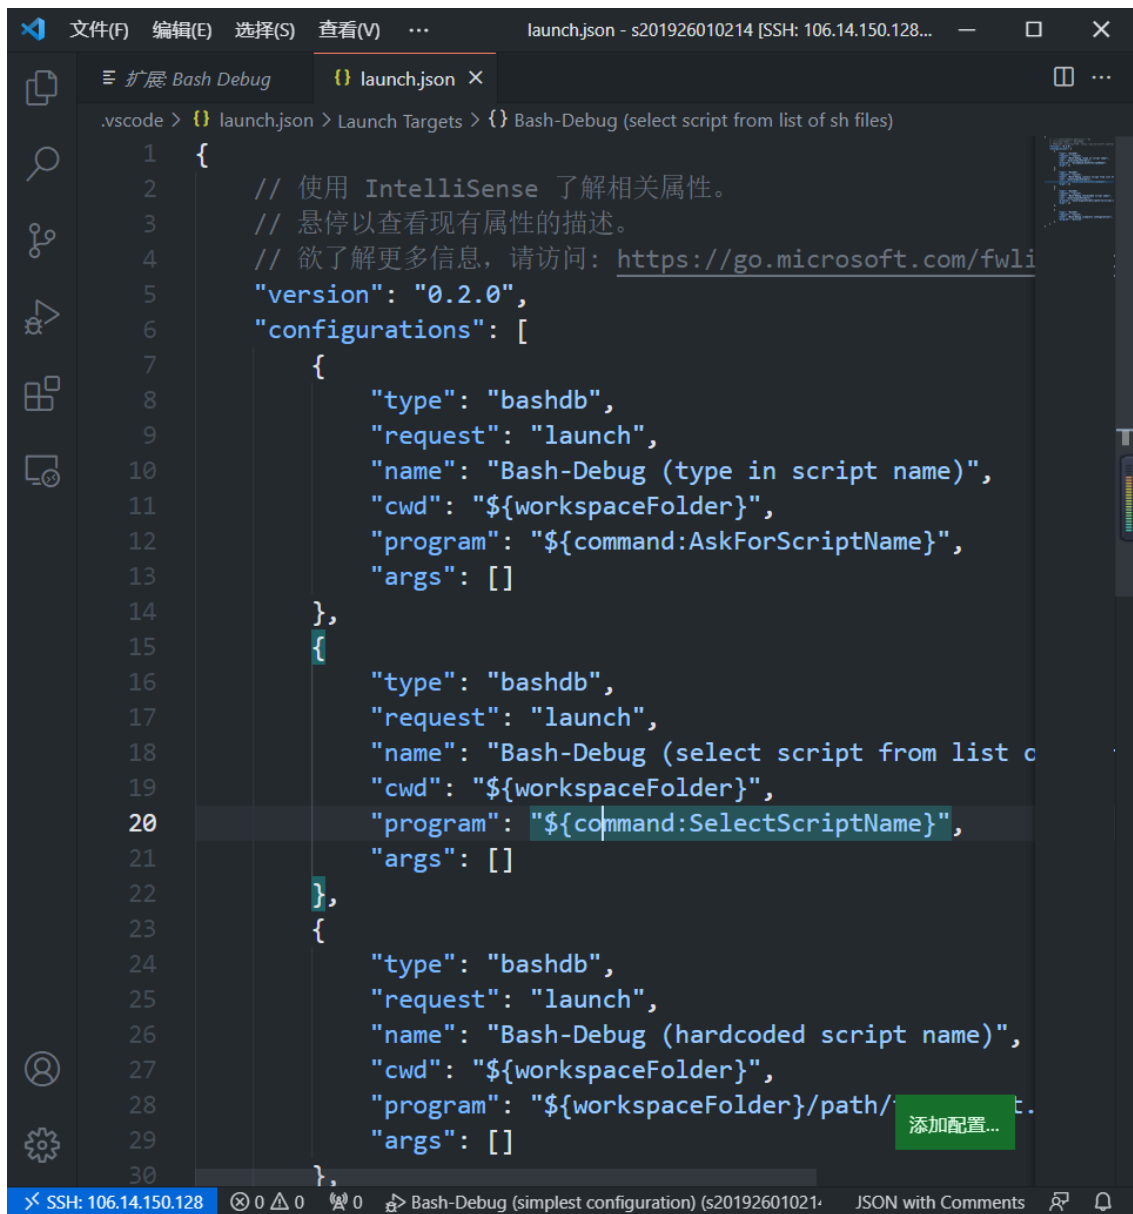 文件(F) 编辑(E) 选择(S) 查看(V) ··· launch.json - s201926010214 [SSH: 106.14.150.128...
扩展: Bash Debug {} launch.json
.vscode > {} launch.json > Launch Targets > {} Bash-Debug (select script from list of sh files)
1 {
2 // 使用 IntelliSense 了解相关属性。
3 // 悬停以查看现有属性的描述。
4 // 欲了解更多信息，请访问: https://go.microsoft.com/fwli
5 "version": "0.2.0",
6 "configurations": [
7 {
8 "type": "bashdb",
9 "request": "launch",
10 "name": "Bash-Debug (type in script name)",
11 "cwd": "${workspaceFolder}",
12 "program": "${command:AskForScriptName}",
13 "args": []
14 },
15 {
16 "type": "bashdb",
17 "request": "launch",
18 "name": "Bash-Debug (select script from list
19 "cwd": "${workspaceFolder}",
20 "program": "${command:SelectScriptName}",
21 "args": []
22 },
23 {
24 "type": "bashdb",
25 "request": "launch",
26 "name": "Bash-Debug (hardcoded script name)",
27 "cwd": "${workspaceFolder}",
28 "program": "${workspaceFolder}/path/
添加配置...
29 "args": []
30 },
SSH: 106.14.150.128 0 0 0 Bash-Debug (simplest configuration) (s20192601021 JSON with Comments